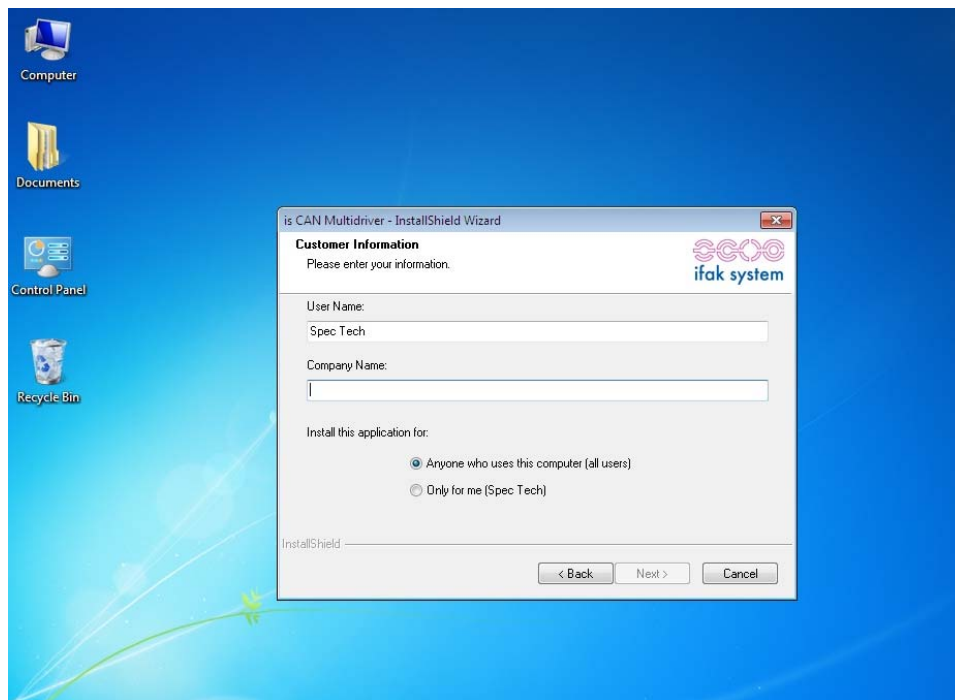 Computer
Documents
Control Panel
Recycle Bin
is CAN Multidriver - InstallShield Wizard
Customer Information
Please enter your information.
ifak system
User Name:
Spec Tech
Company Name:
Install this application for:
Anyone who uses this computer (all users)
Only for me (Spec Tech)
InstallShield
< Back Next > Cancel